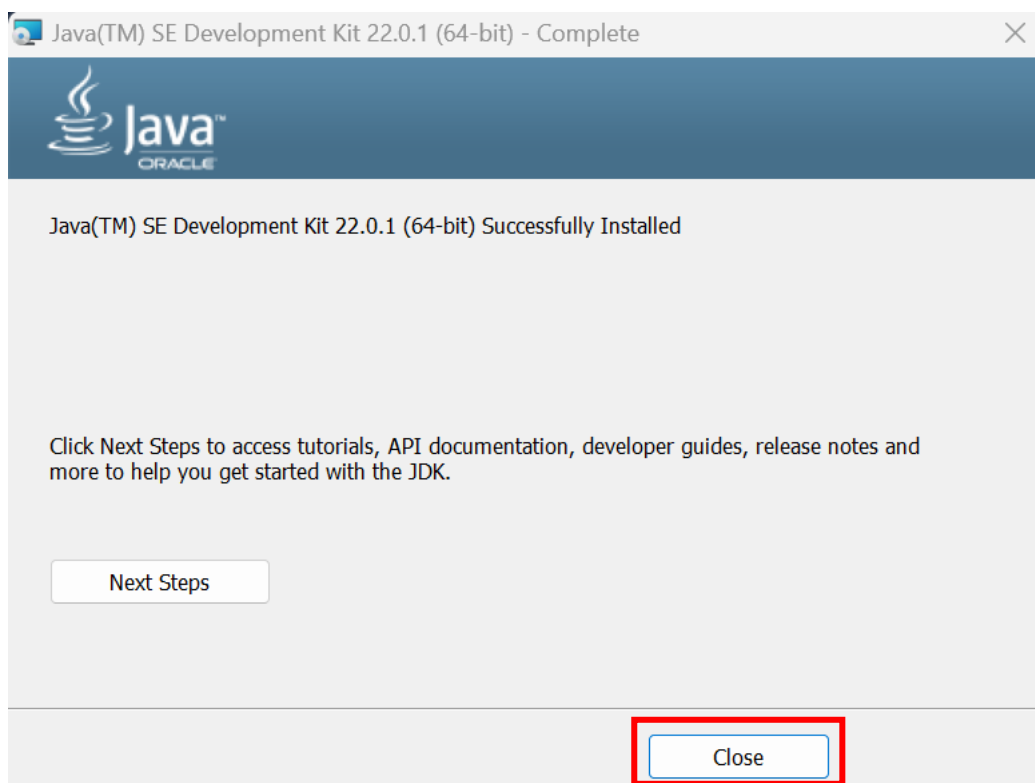 Java(TM) SE Development Kit 22.0.1 (64-bit) - Complete
Java™
ORACLE
Java(TM) SE Development Kit 22.0.1 (64-bit) Successfully Installed
Click Next Steps to access tutorials, API documentation, developer guides, release notes and
more to help you get started with the JDK.
Next Steps
Close